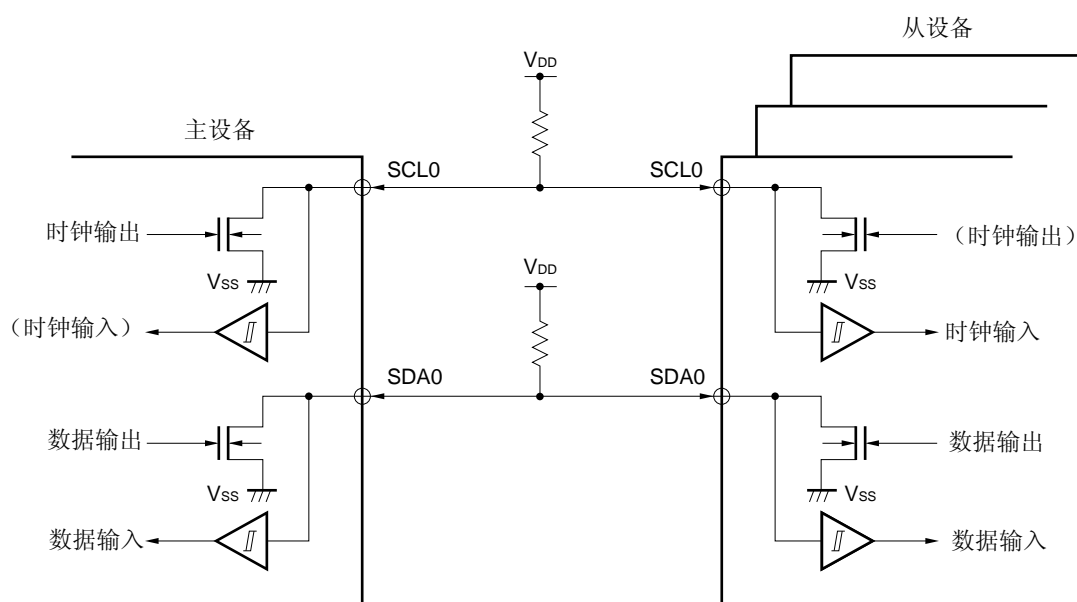 从设备
VDD
主设备
SCL0 SCL0
时钟输出 （时钟输出）
VDD
VSS VSS
（时钟输入） 时钟输入
SDA0 SDA0
数据输出 数据输出
VSS VSS
数据输入 数据输入